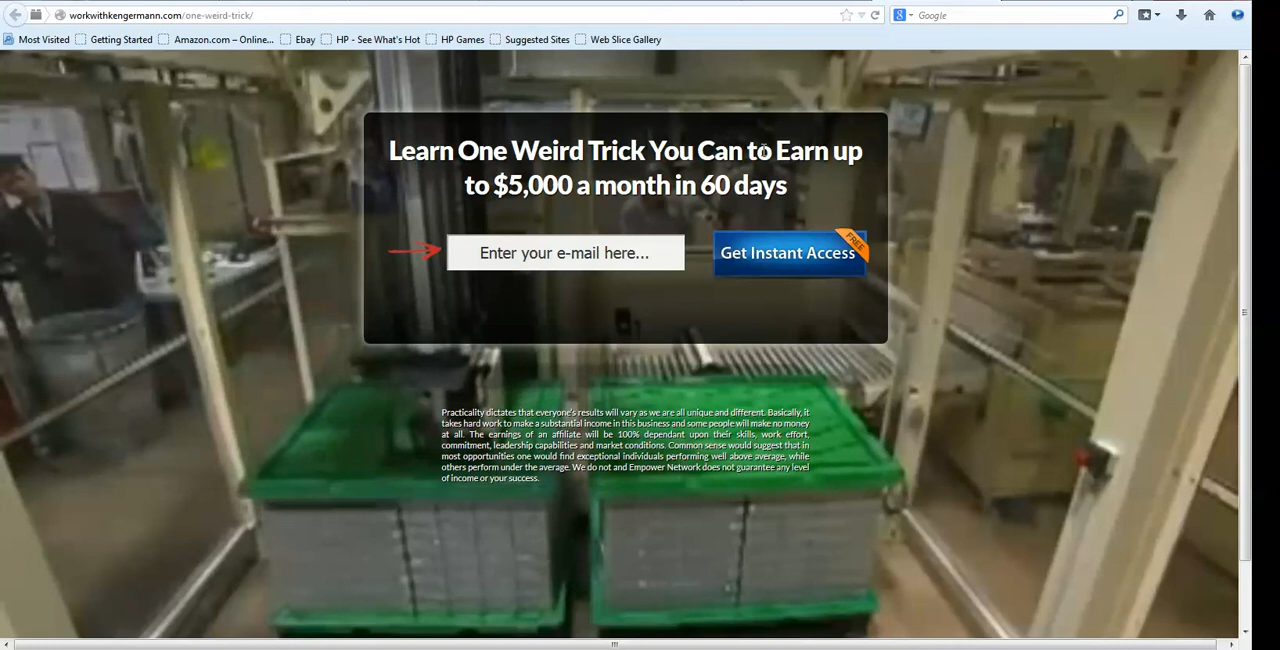 workwithkengermann.com/one-weird-trick/
Google
Most Visited
Getting Started
Amazon.com – Online...
Ebay
HP - See What's Hot
HP Games
Suggested Sites
Web Slice Gallery
Learn One Weird Trick You Can to Earn up
to $5,000 a month in 60 days
Enter your e-mail here...
Get Instant Access
FREE
Practicality dictates that everyone's results will vary as we are all unique and different. Basically, it
takes hard work to make a substantial income in this business and some people will make no money
at all. The earnings of an affiliate will be 100% dependant upon their skills, work effort,
commitment, leadership capabilities and market conditions. Common sense would suggest that in
most opportunities one would find exceptional individuals performing well above average, while
others perform under the average. We do not and Empower Network does not guarantee any level
of income or your success.